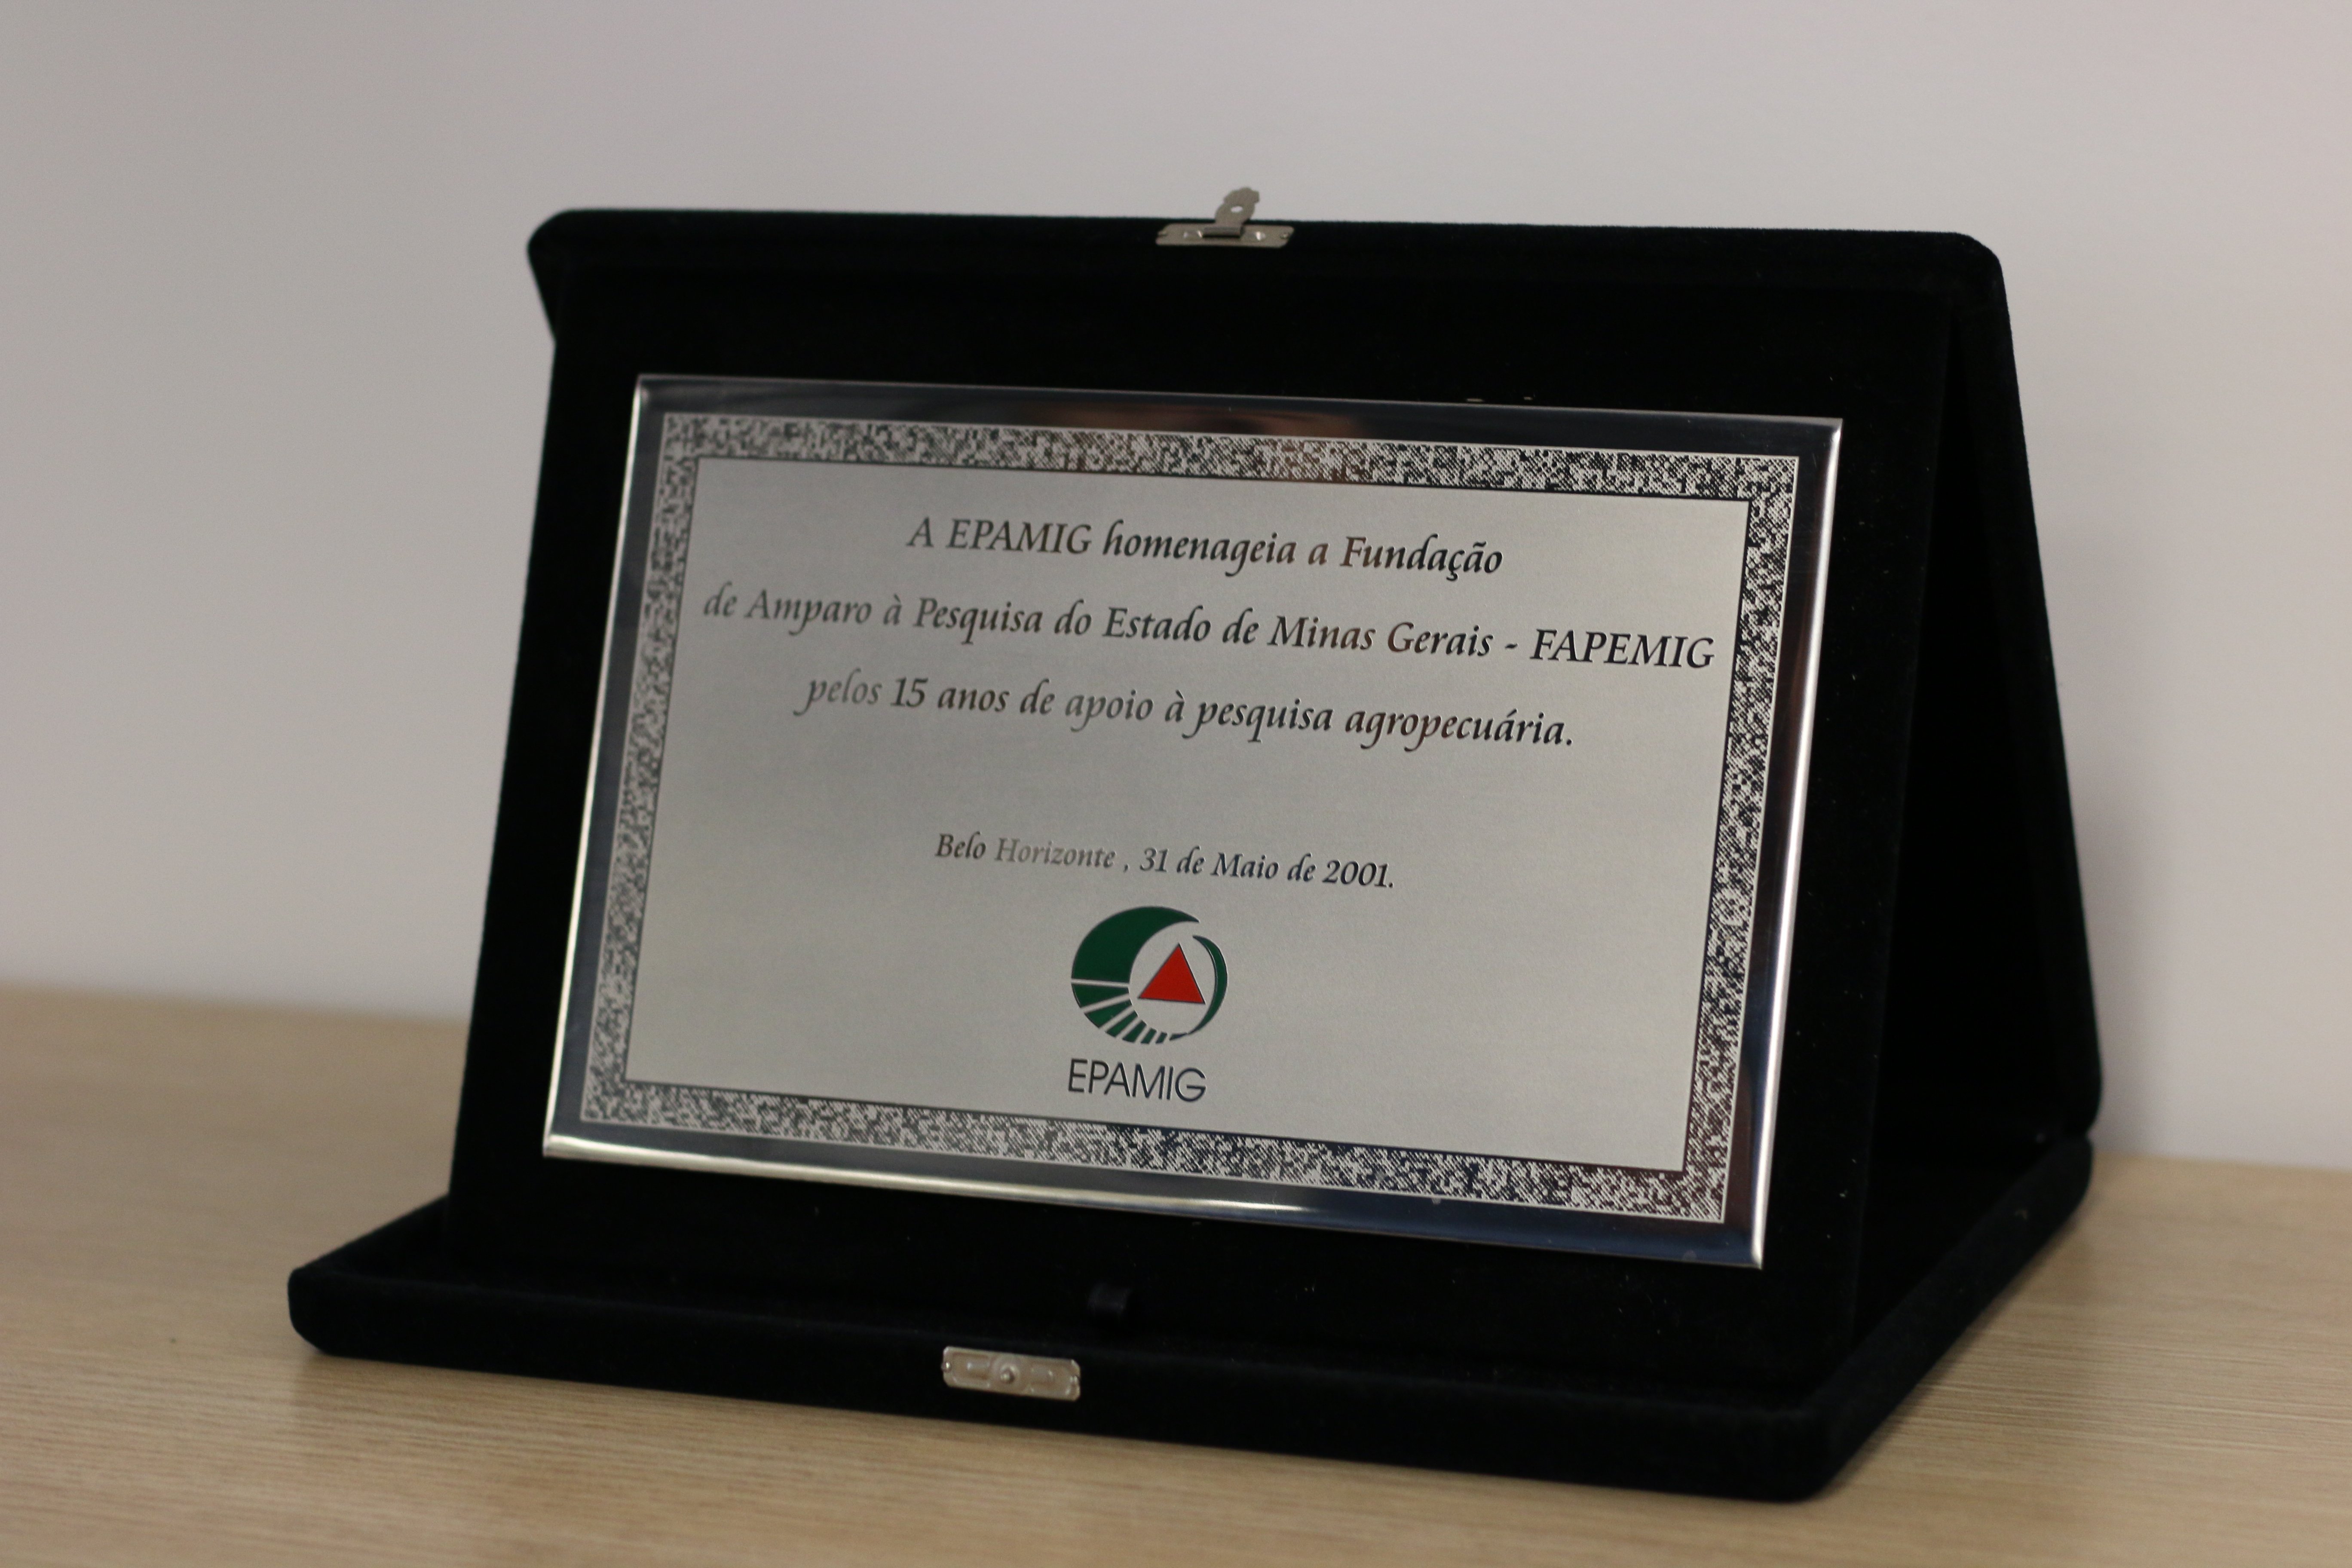 A EPAMIG homenageia a Fundação
de Amparo à Pesquisa do Estado de Minas Gerais - FAPEMIG
pelos 15 anos de apoio à pesquisa agropecuária.
Belo Horizonte , 31 de Maio de 2001.
EPAMIG